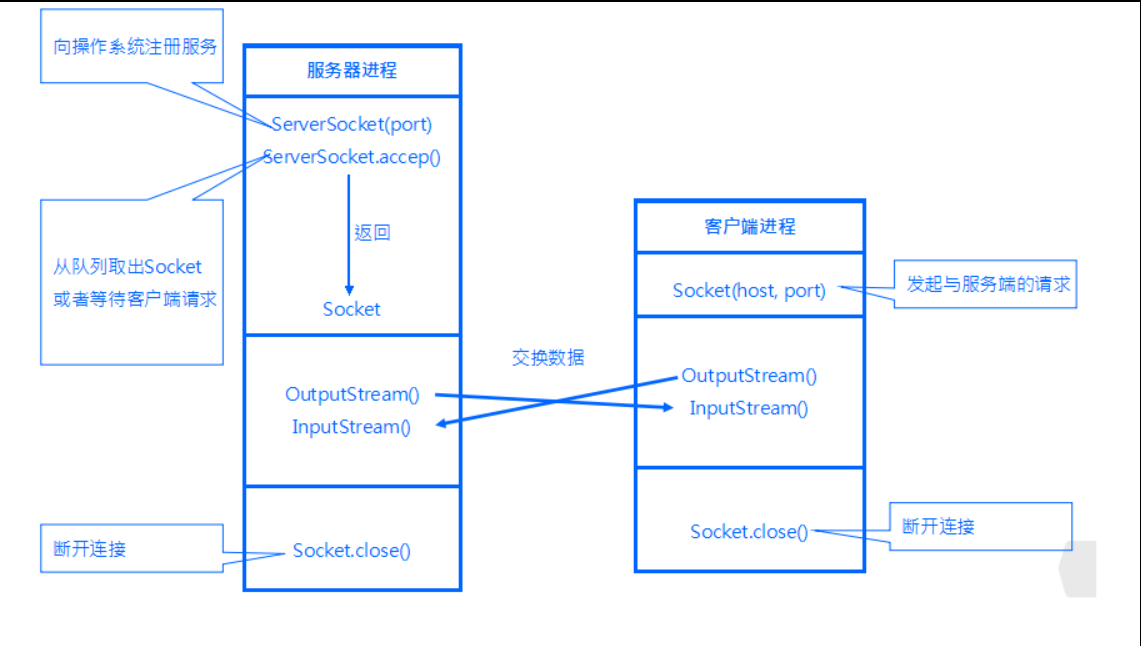 向操作系统注册服务
服务器进程
ServerSocket(port)
ServerSocket.accep()
从队列取出Socket
或者等待客户端请求
返回
Socket
OutputStream()
InputStream()
断开连接
Socket.close()
交换数据
客户端进程
Socket(host, port)
发起与服务端的请求
OutputStream()
InputStream()
Socket.close()
断开连接